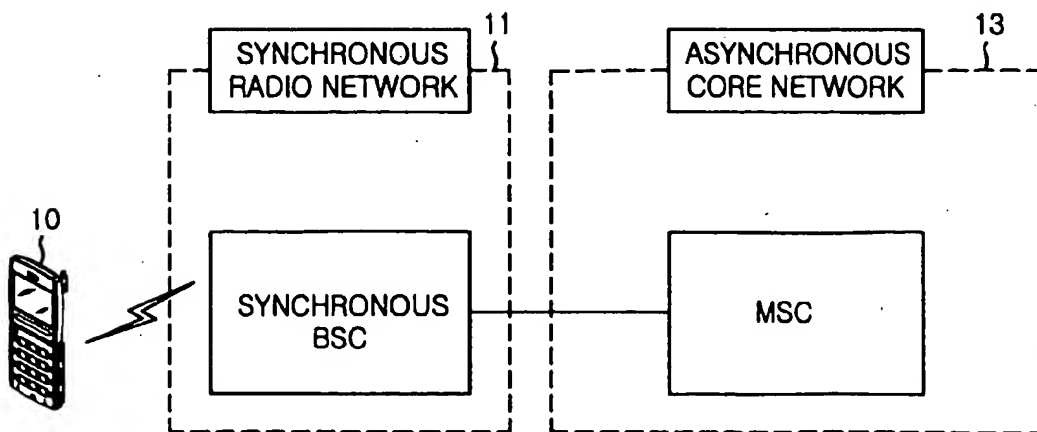 11
13
SYNCHRONOUS
RADIO NETWORK
ASYNCHRONOUS
CORE NETWORK
10
SYNCHRONOUS
BSC
MSC